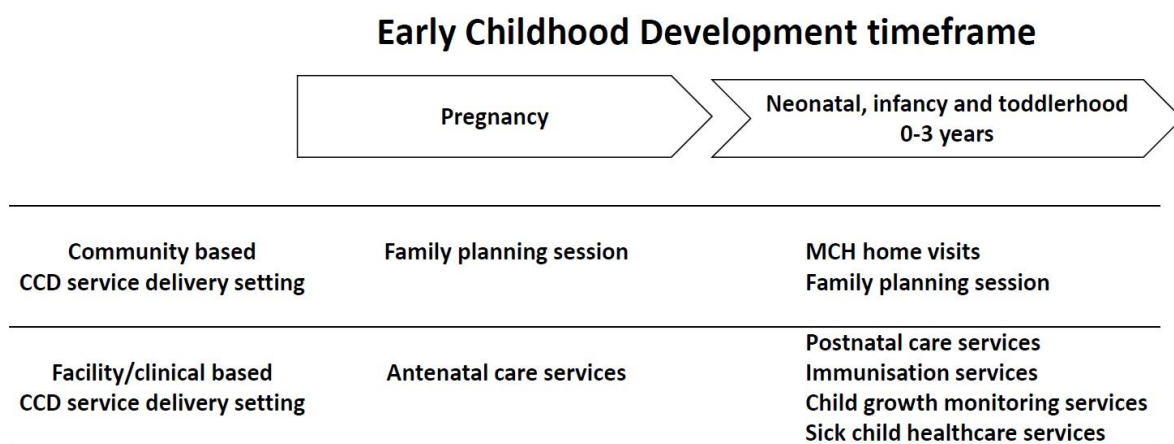 Early Childhood Development timeframe
Pregnancy
Neonatal, infancy and toddlerhood
0-3 years
Community based
CCD service delivery setting
Family planning session
MCH home visits
Family planning session
Facility/clinical based
CCD service delivery setting
Antenatal care services
Postnatal care services
Immunisation services
Child growth monitoring services
Sick child healthcare services